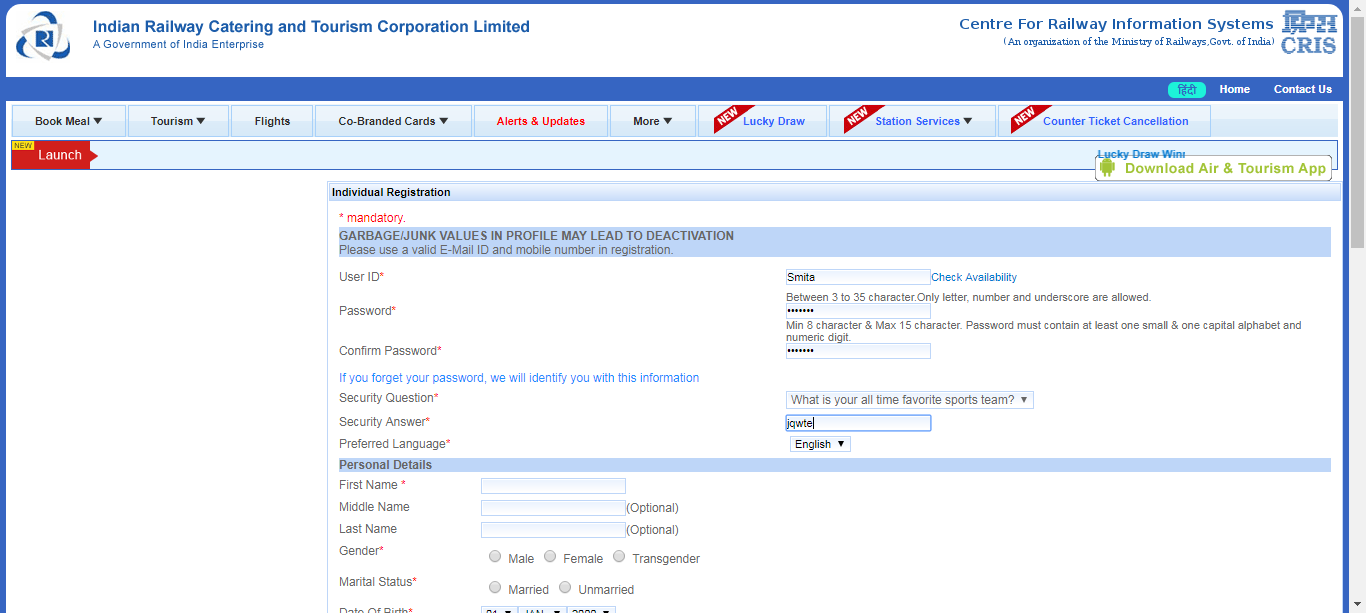 Indian Railway Catering and Tourism Corporation Limited
A Government of India Enterprise
Centre For Railway Information Systems
(An organization of the Ministry of Railways,Govt. of India)
क्रिस
CRIS
हिंदी Home Contact Us
Book Meal Tourism Flights Co-Branded Cards Alerts & Updates More NEW Lucky Draw NEW Station Services NEW Counter Ticket Cancellation
NEW
Launch
Lucky Draw
Download Air & Tourism App
Individual Registration
* mandatory.
GARBAGE/JUNK VALUES IN PROFILE MAY LEAD TO DEACTIVATION
Please use a valid E-Mail ID and mobile number in registration.
User ID* Smita Check Availability
Between 3 to 35 character.Only letter, number and underscore are allowed.
Password* •••••••
Min 8 character & Max 15 character. Password must contain at least one small & one capital alphabet and
numeric digit.
Confirm Password* •••••••
If you forget your password, we will identify you with this information
Security Question* What is your all time favorite sports team?
Security Answer* jqwte
Preferred Language* English
Personal Details
First Name *
Middle Name (Optional)
Last Name (Optional)
Gender* Male Female Transgender
Marital Status* Married Unmarried
Date Of Birth* 01 JAN